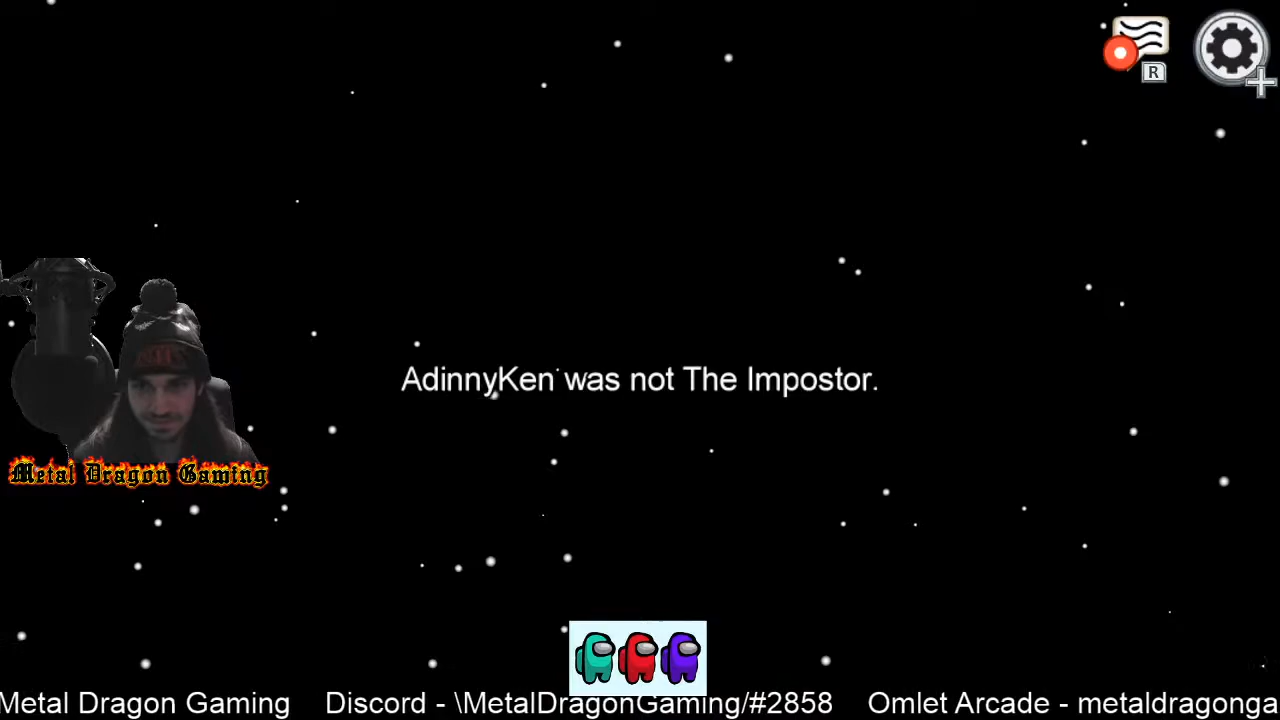 R
AdinnyKen was not The Impostor.
Metal Dragon Gaming
Metal Dragon Gaming Discord - \MetalDragonGaming/#2858 Omlet Arcade - metaldragonga